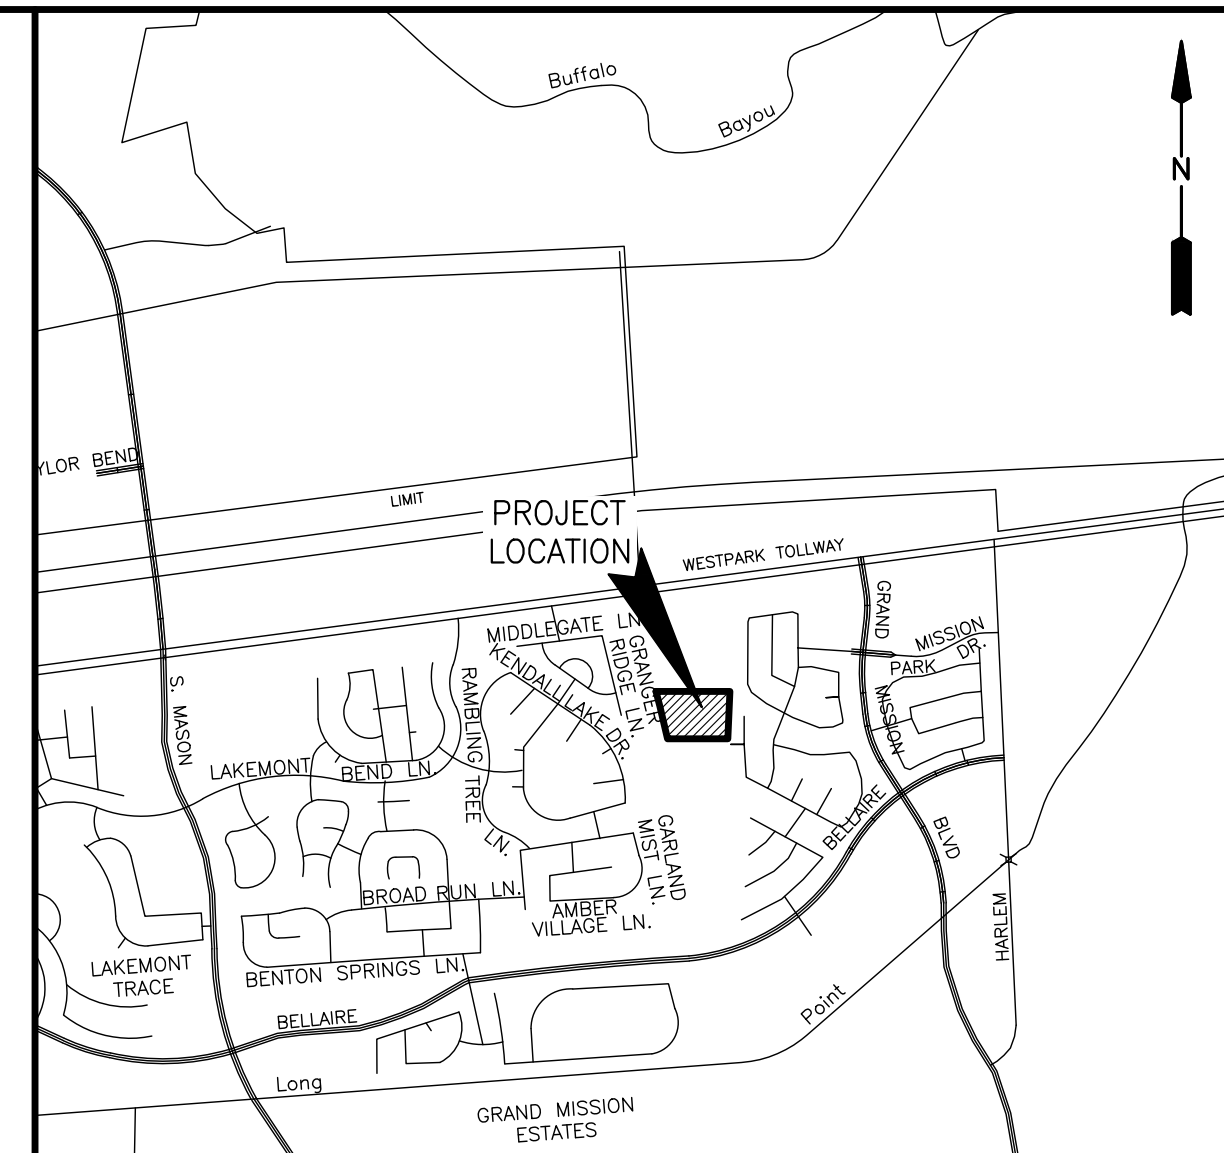 Buffalo
Bayou
N
YLOR BEND
LIMIT
PROJECT
LOCATION
WESTPARK TOLLWAY
GRAND
MISSION
PARK DR.
MIDDLEGATE LN.
GRANGER
RIDGE LN.
KENDALL LAKE DR.
RAMBLING TREE LN.
S. MASON
MISSION
LAKEMONT BEND LN.
BELLAIRE
BLVD
GARLAND
MIST LN.
HARLEM
BROAD RUN LN.
AMBER
VILLAGE LN.
LAKEMONT
TRACE
BENTON SPRINGS LN.
BELLAIRE
Point
Long
GRAND MISSION
ESTATES